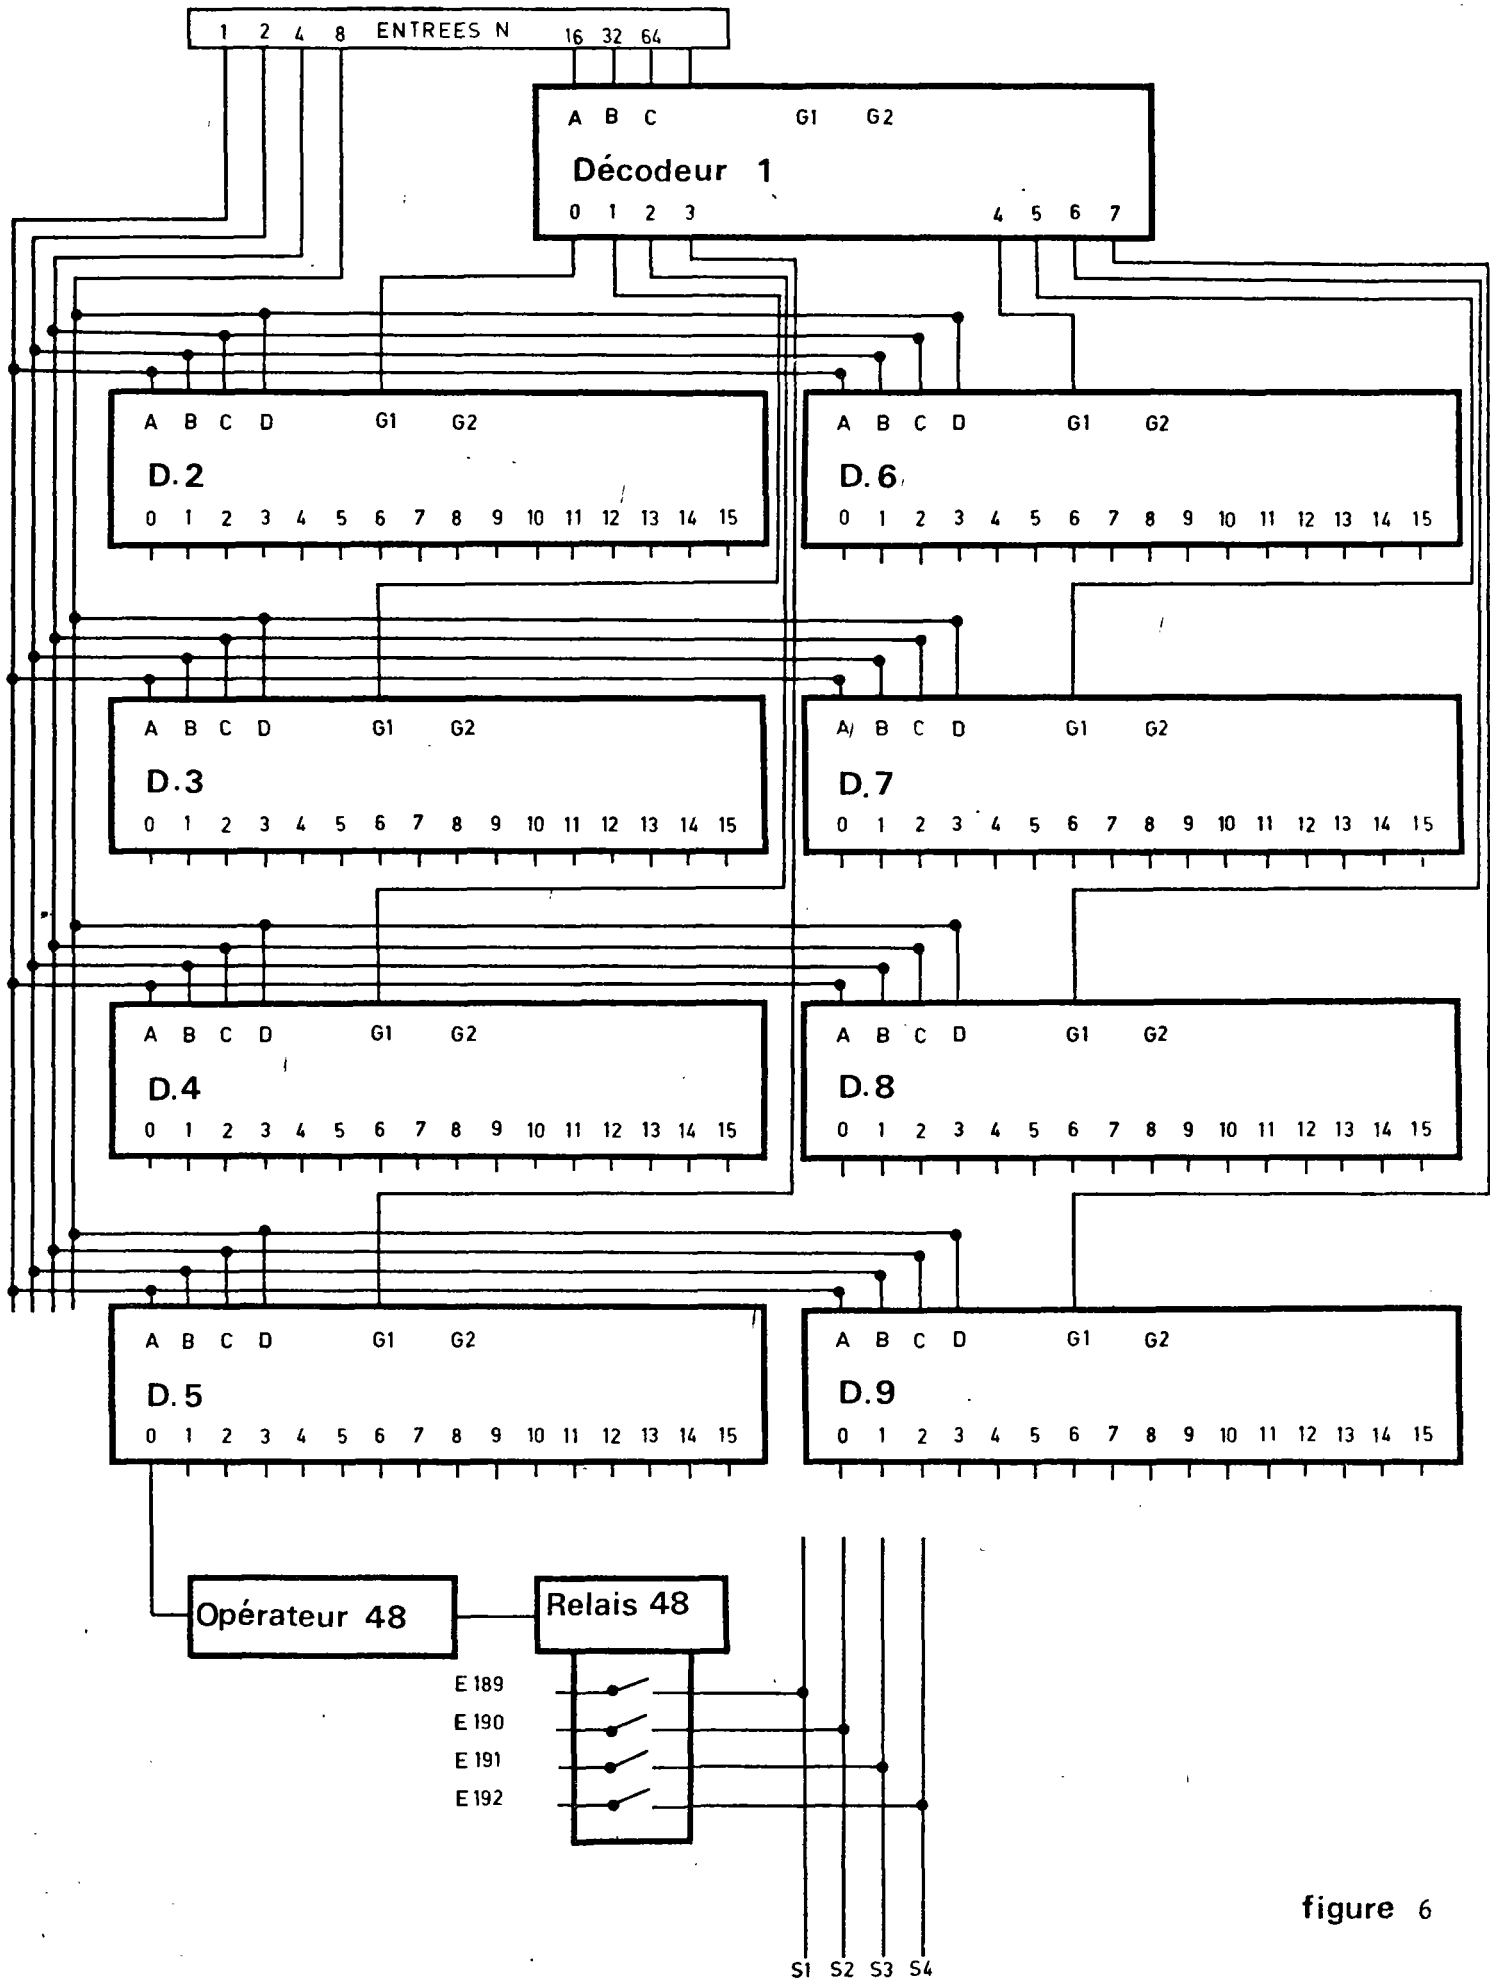 1 2 4 8 ENTREES N 16 32 64
A B C G1 G2
Décodeur 1
0 1 2 3 4 5 6 7
A B C D G1 G2
D.2
0 1 2 3 4 5 6 7 8 9 10 11 12 13 14 15
A B C D G1 G2
D.6
0 1 2 3 4 5 6 7 8 9 10 11 12 13 14 15
A B C D G1 G2
D.3
0 1 2 3 4 5 6 7 8 9 10 11 12 13 14 15
A B C D G1 G2
D.7
0 1 2 3 4 5 6 7 8 9 10 11 12 13 14 15
A B C D G1 G2
D.4
0 1 2 3 4 5 6 7 8 9 10 11 12 13 14 15
A B C D G1 G2
D.8
0 1 2 3 4 5 6 7 8 9 10 11 12 13 14 15
A B C D G1 G2
D.5
0 1 2 3 4 5 6 7 8 9 10 11 12 13 14 15
A B C D G1 G2
D.9
0 1 2 3 4 5 6 7 8 9 10 11 12 13 14 15
Opérateur 48
Relais 48
E 189
E 190
E 191
E 192
S1 S2 S3 S4
figure 6